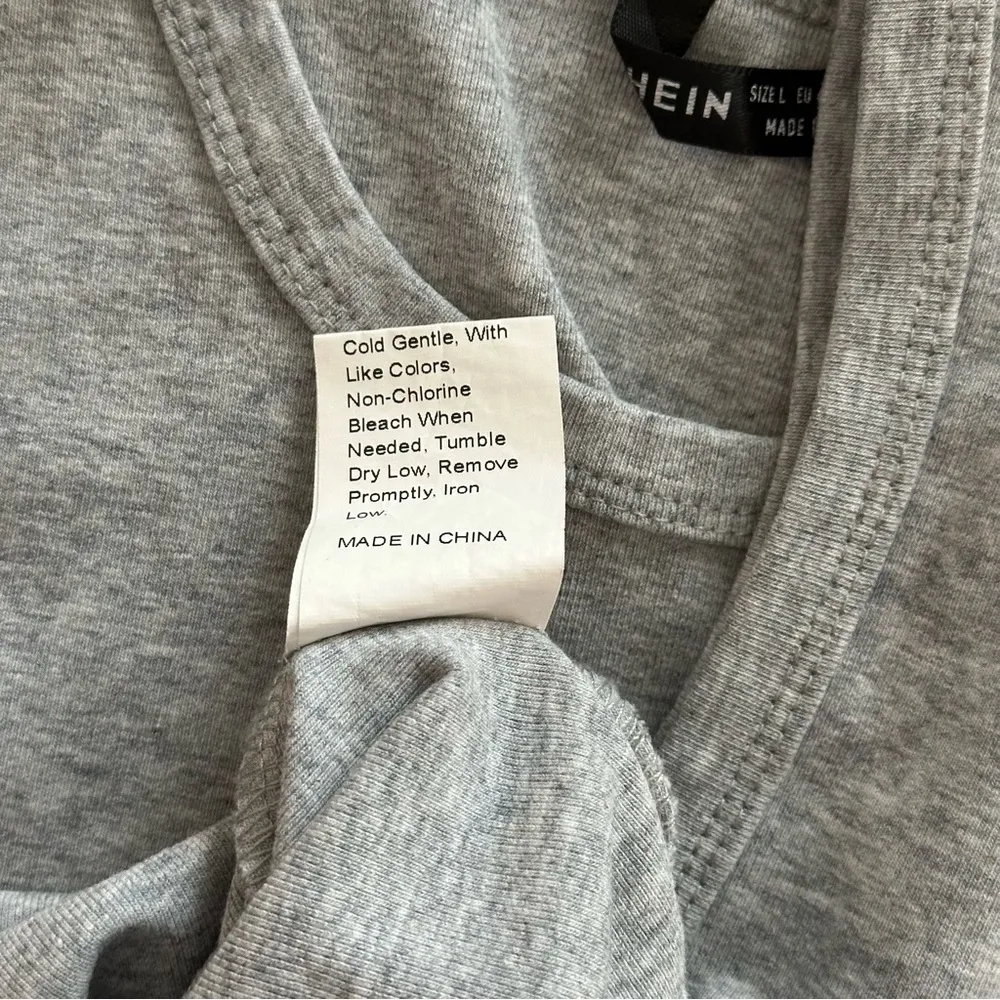 HEIN SIZE L EU
MADE
Cold Gentle, With
Like Colors,
Non-Chlorine
Bleach When
Needed, Tumble
Dry Low, Remove
Promptly, Iron
Low.
MADE IN CHINA